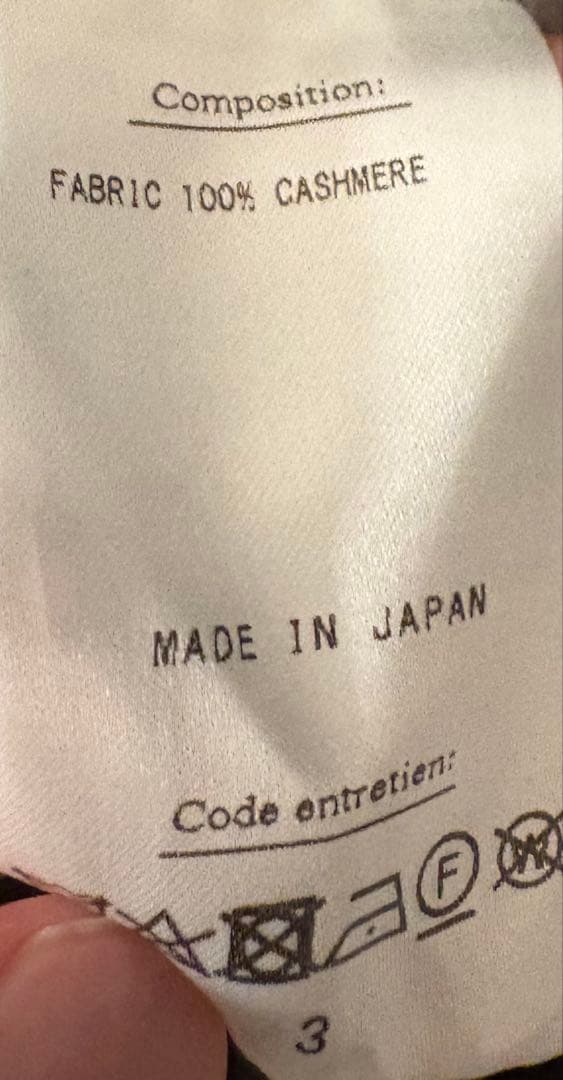 Composition:
FABRIC 100% CASHMERE
MADE IN JAPAN
Code entretien:
F W
3